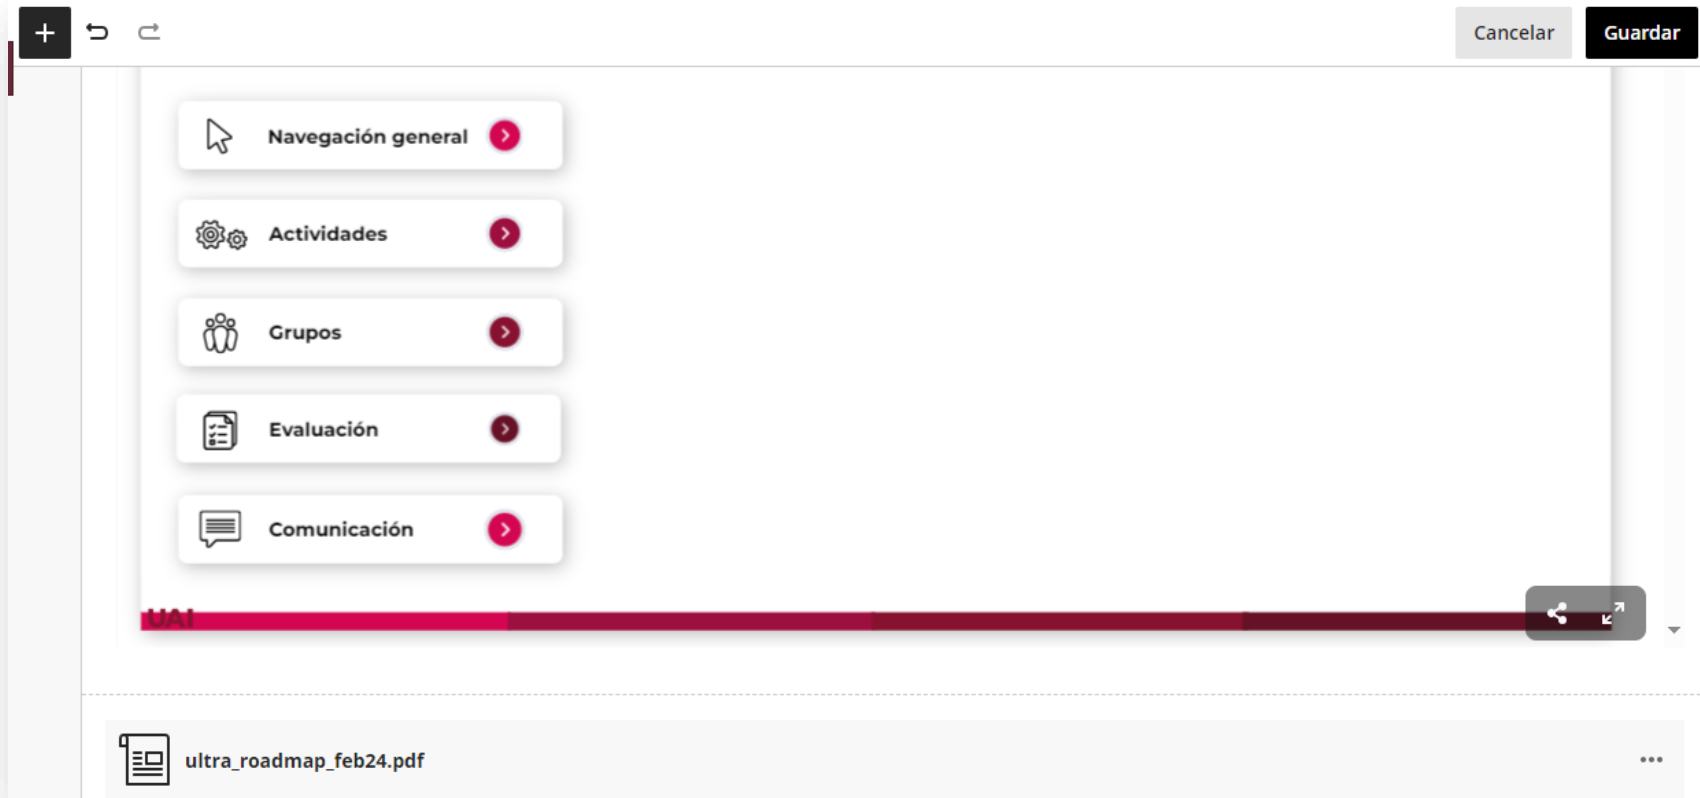 Cancelar
Guardar
Navegación general
Actividades
Grupos
Evaluación
Comunicación
UAI
ultra_roadmap_feb24.pdf